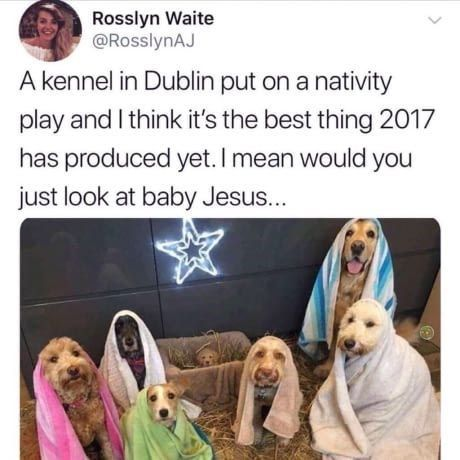 Rosslyn Waite
@RosslynAJ
A kennel in Dublin put on a nativity
play and I think it's the best thing 2017
has produced yet. I mean would you
just look at baby Jesus...